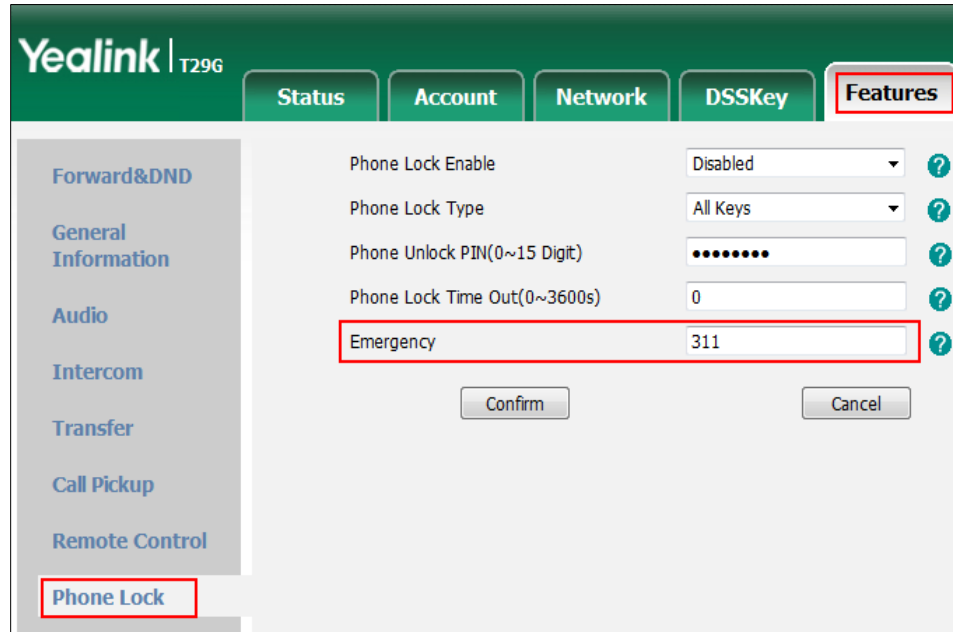 Yealink T29G
Status Account Network DSSKey Features
Forward&DND
General
Information
Audio
Intercom
Transfer
Call Pickup
Remote Control
Phone Lock
Phone Lock Enable Disabled ?
Phone Lock Type All Keys ?
Phone Unlock PIN(0~15 Digit) •••••••• ?
Phone Lock Time Out(0~3600s) 0 ?
Emergency 311 ?
Confirm Cancel